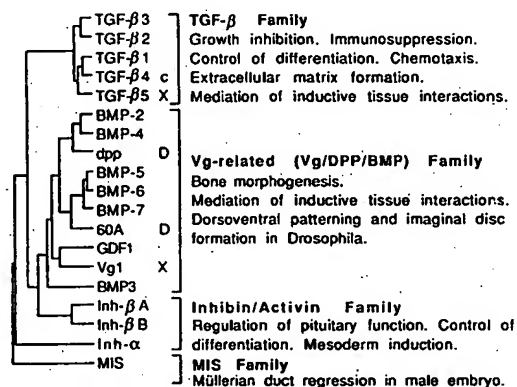 TGF-β3 TGF-β Family
TGF-β2 Growth inhibition. Immunosuppression.
TGF-β1 Control of differentiation. Chemotaxis.
TGF-β4 c Extracellular matrix formation.
TGF-β5 X Mediation of inductive tissue interactions.
BMP-2
BMP-4
dpp D
Vg-related (Vg/DPP/BMP) Family
BMP-5 Bone morphogenesis.
BMP-6 Mediation of inductive tissue interactions.
BMP-7 Dorsoventral patterning and imaginal disc
60A D formation in Drosophila.
GDF1
Vg1 X
BMP3
Inh-βA Inhibin/Activin Family
Inh-βB Regulation of pituitary function. Control of
Inh-α differentiation. Mesoderm induction.
MIS MIS Family
Müllerian duct regression in male embryo.